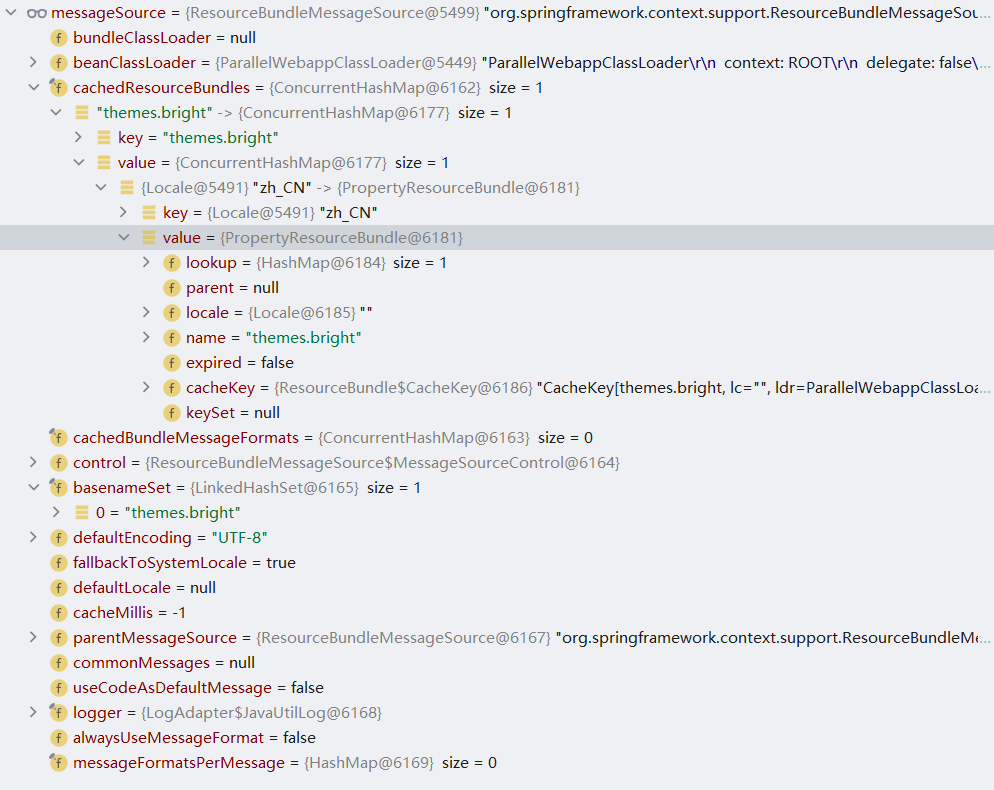 messageSource = {ResourceBundleMessageSource@5499} "org.springframework.context.support.ResourceBundleMessageSou...
bundleClassLoader = null
beanClassLoader = {ParallelWebappClassLoader@5449} "ParallelWebappClassLoader\r\n  context: ROOT\r\n  delegate: false\...
cachedResourceBundles = {ConcurrentHashMap@6162}  size = 1
"themes.bright" -> {ConcurrentHashMap@6177}  size = 1
key = "themes.bright"
value = {ConcurrentHashMap@6177}  size = 1
{Locale@5491} "zh_CN" -> {PropertyResourceBundle@6181}
key = {Locale@5491} "zh_CN"
value = {PropertyResourceBundle@6181}
f lookup = {HashMap@6184}  size = 1
f parent = null
f locale = {Locale@6185} ""
f name = "themes.bright"
f expired = false
f cacheKey = {ResourceBundle$CacheKey@6186} "CacheKey[themes.bright, lc="", ldr=ParallelWebappClassLoa...
f keySet = null
f cachedBundleMessageFormats = {ConcurrentHashMap@6163}  size = 0
f control = {ResourceBundleMessageSource$MessageSourceControl@6164}
f basenameSet = {LinkedHashSet@6165}  size = 1
0 = "themes.bright"
f defaultEncoding = "UTF-8"
f fallbackToSystemLocale = true
f defaultLocale = null
f cacheMillis = -1
f parentMessageSource = {ResourceBundleMessageSource@6167} "org.springframework.context.support.ResourceBundleMe...
f commonMessages = null
f useCodeAsDefaultMessage = false
f logger = {LogAdapter$JavaUtilLog@6168}
f alwaysUseMessageFormat = false
f messageFormatsPerMessage = {HashMap@6169}  size = 0